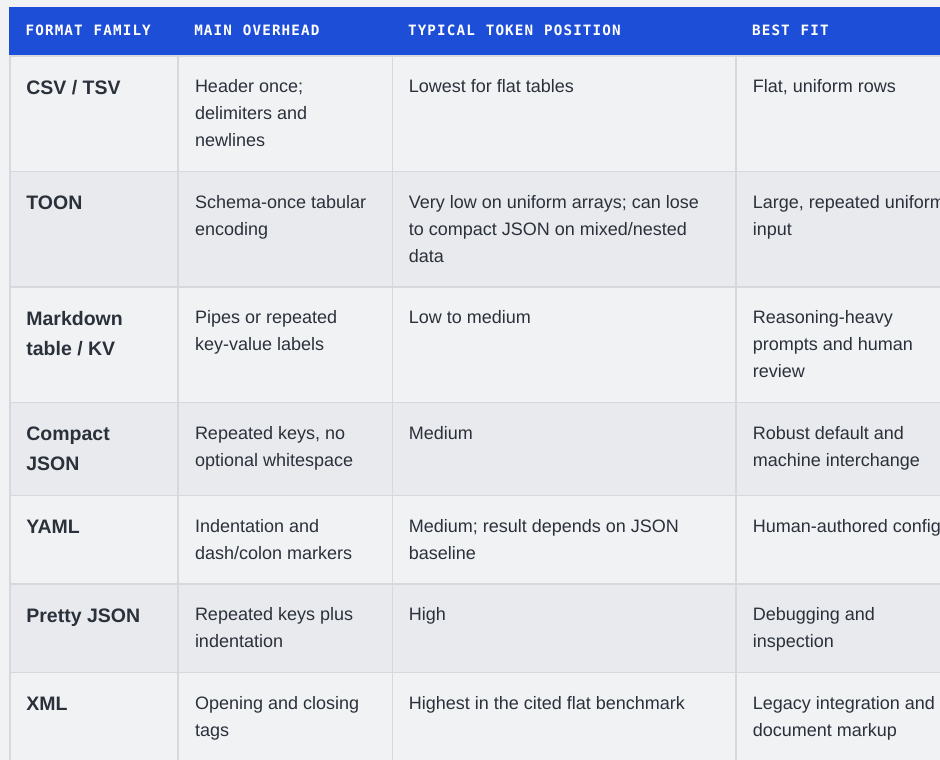 FORMAT FAMILY MAIN OVERHEAD TYPICAL TOKEN POSITION BEST FIT
CSV / TSV Header once; Lowest for flat tables Flat, uniform rows
delimiters and
newlines
TOON Schema-once tabular Very low on uniform arrays; can lose Large, repeated uniform
encoding to compact JSON on mixed/nested input
data
Markdown Pipes or repeated Low to medium Reasoning-heavy
table / KV key-value labels prompts and human
review
Compact Repeated keys, no Medium Robust default and
JSON optional whitespace machine interchange
YAML Indentation and Medium; result depends on JSON Human-authored config
dash/colon markers baseline
Pretty JSON Repeated keys plus High Debugging and
indentation inspection
XML Opening and closing Highest in the cited flat benchmark Legacy integration and
tags document markup